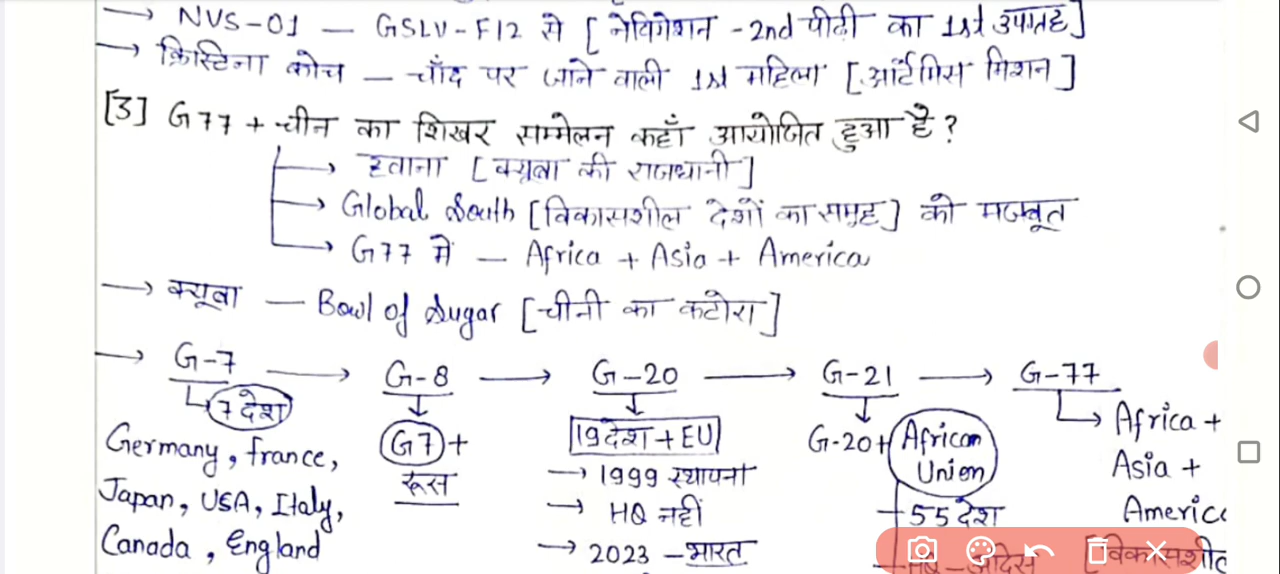 → NVS-01 — GSLV-F12 से [नेविगेशन - 2nd पीढ़ी का 1st उपग्रह]
→ क्रिस्टिना कोच — चाँद पर जाने वाली 1st महिला [आर्टेमिस मिशन]
[3] G77 + चीन का शिखर सम्मेलन कहाँ आयोजित हुआ है?
→ हवाना [क्यूबा की राजधानी]
→ Global South [विकासशील देशों का समूह] को मजबूत
→ G77 में — Africa + Asia + America
→ क्यूबा — Bowl of Sugar [चीनी का कटोरा]
→ G-7 → G-8 → G-20 → G-21 → G-77
7 देश
Germany, france,
Japan, USA, Italy,
Canada, England
G7 +
रूस
19 देश + EU
→ 1999 स्थापना
→ HQ नहीं
→ 2023 — भारत
G-20 + African
Union
55 देश
HQ -
Africa +
Asia +
America
[विकासशील